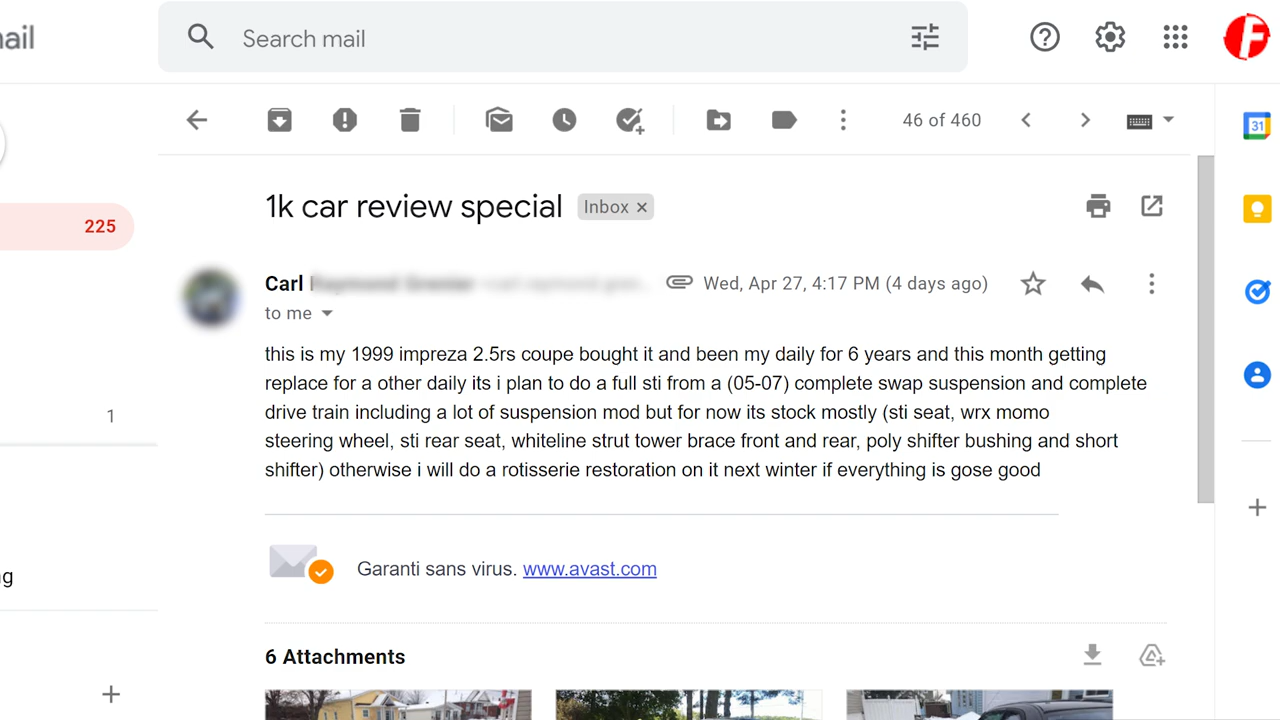 ail
Search mail
46 of 460
31
225
1k car review special Inbox ×
Carl Wed, Apr 27, 4:17 PM (4 days ago)
to me
this is my 1999 impreza 2.5rs coupe bought it and been my daily for 6 years and this month getting
replace for a other daily its i plan to do a full sti from a (05-07) complete swap suspension and complete
1
drive train including a lot of suspension mod but for now its stock mostly (sti seat, wrx momo
steering wheel, sti rear seat, whiteline strut tower brace front and rear, poly shifter bushing and short
shifter) otherwise i will do a rotisserie restoration on it next winter if everything is gose good
g
Garanti sans virus. www.avast.com
6 Attachments